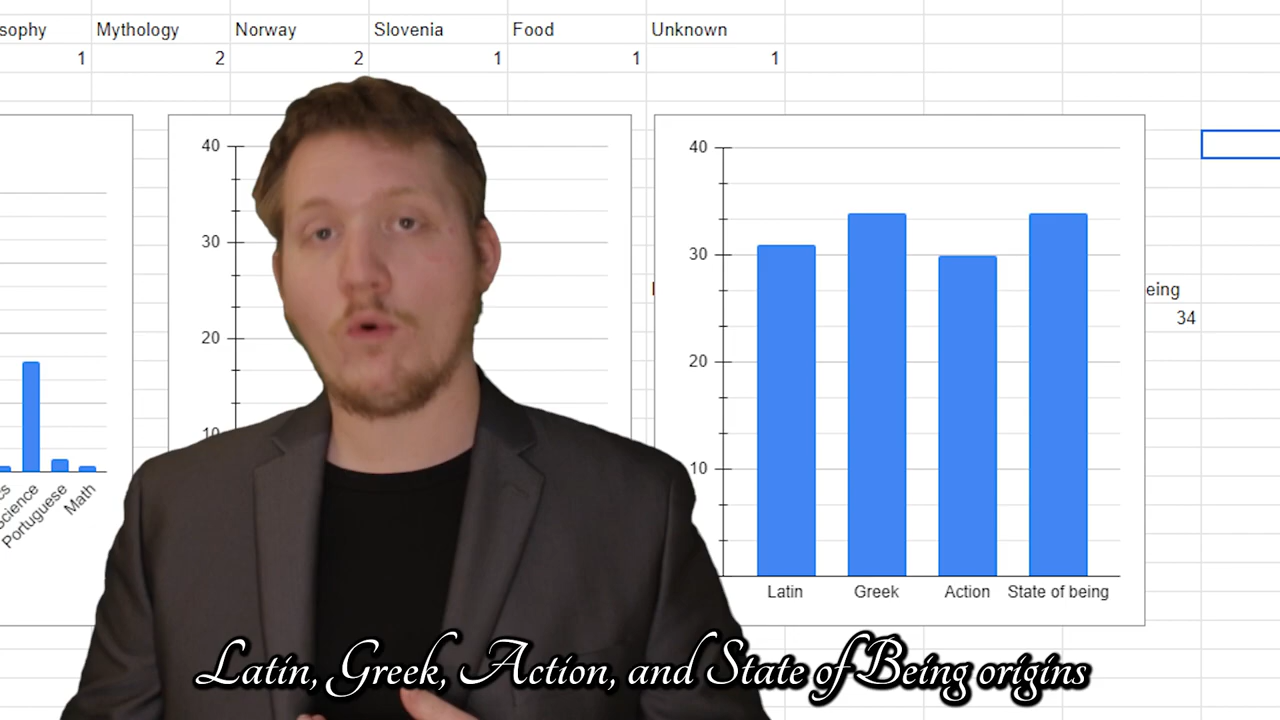 sophy Mythology Norway Slovenia Food Unknown
1 2 2 1 1 1
40
30
20
10
Science
Portuguese
Math
40
30
20
10
Latin Greek Action State of being
eing
34
Latin, Greek, Action, and State of Being origins